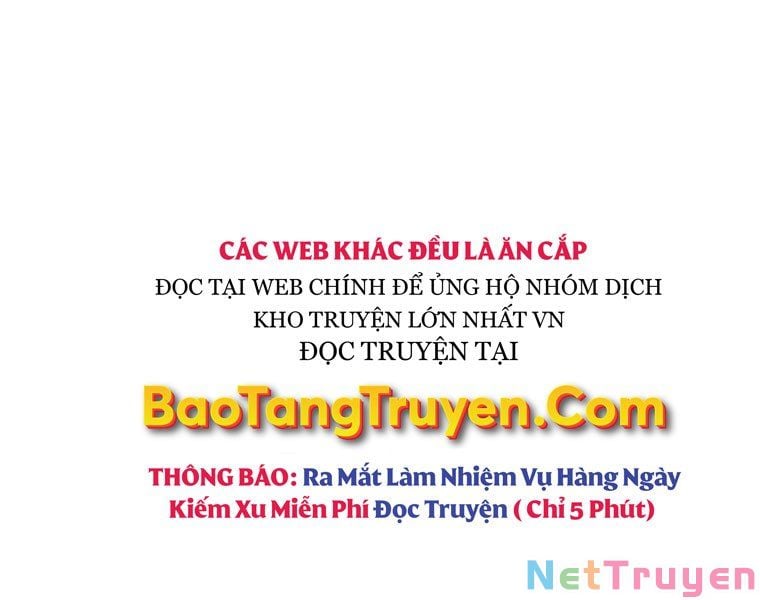 CÁC WEB KHÁC ĐỀU LÀ ĂN CẮP
ĐỌC TẠI WEB CHÍNH ĐỂ ỦNG HỘ NHÓM DỊCH
KHO TRUYỆN LỚN NHẤT VN
ĐỌC TRUYỆN TẠI
BaoTangTruyen.Com
THÔNG BÁO: Ra Mắt Làm Nhiệm Vụ Hàng Ngày
Kiếm Xu Miễn Phí Đọc Truyện ( Chỉ 5 Phút)
NetTruyen